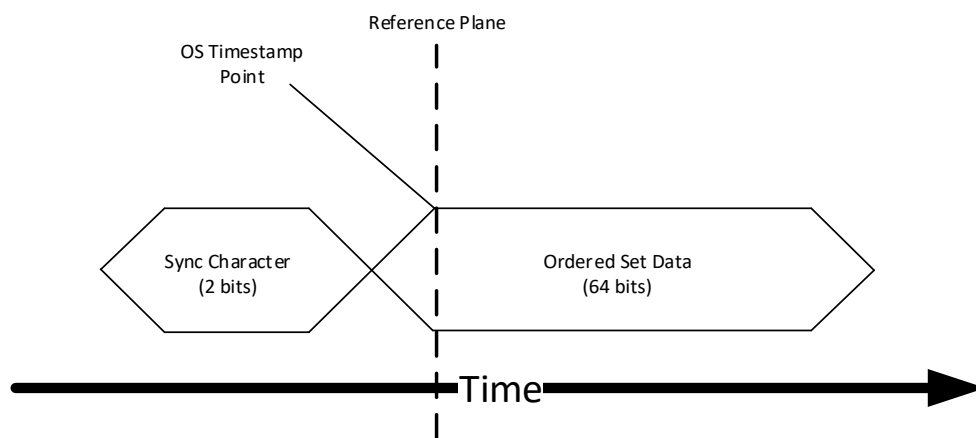 Reference Plane
OS Timestamp
Point
Sync Character
(2 bits)
Ordered Set Data
(64 bits)
Time